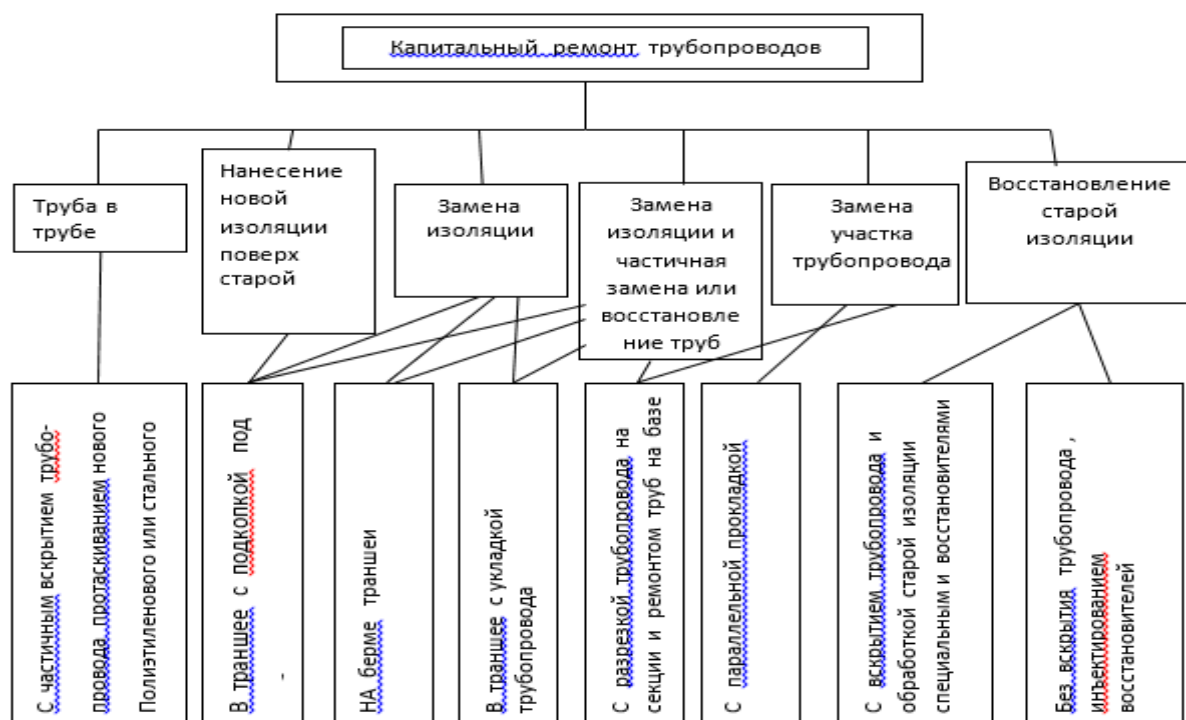 Капитальный ремонт трубопроводов
Труба в
трубе
Нанесение
новой
изоляции
поверх
старой
Замена
изоляции
Замена
изоляции и
частичная
замена или
восстановле
ние труб
Замена
участка
трубопровода
Восстановление
старой
изоляции
С частичным вскрытием трубо-
провода протаскиванием нового
Полиэтиленового или стального
В траншее с подкопкой под
-
НА берме траншеи
В траншее с укладкой
трубопровода
С разрезкой трубопровода на
секции и ремонтом труб на базе
С параллельной прокладкой
С вскрытием трубопровода и
обработкой старой изоляции
специальным и восстановителями
Без вскрытия трубопровода ,
инъектированием
восстановителей